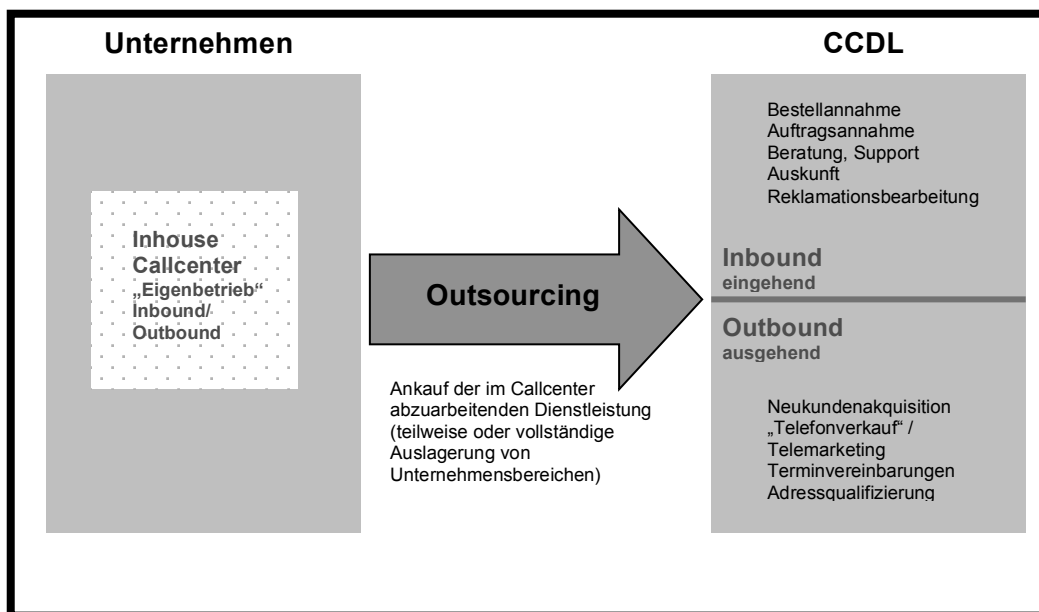 Unternehmen
Inhouse
Callcenter
„Eigenbetrieb“
Inbound/
Outbound
Outsourcing
Ankauf der im Callcenter
abzuarbeitenden Dienstleistung
(teilweise oder vollständige
Auslagerung von
Unternehmensbereichen)
CCDL
Bestellannahme
Auftragsannahme
Beratung, Support
Auskunft
Reklamationsbearbeitung
Inbound
eingehend
Outbound
ausgehend
Neukundenakquisition
„Telefonverkauf“ /
Telemarketing
Terminvereinbarungen
Adressqualifizierung